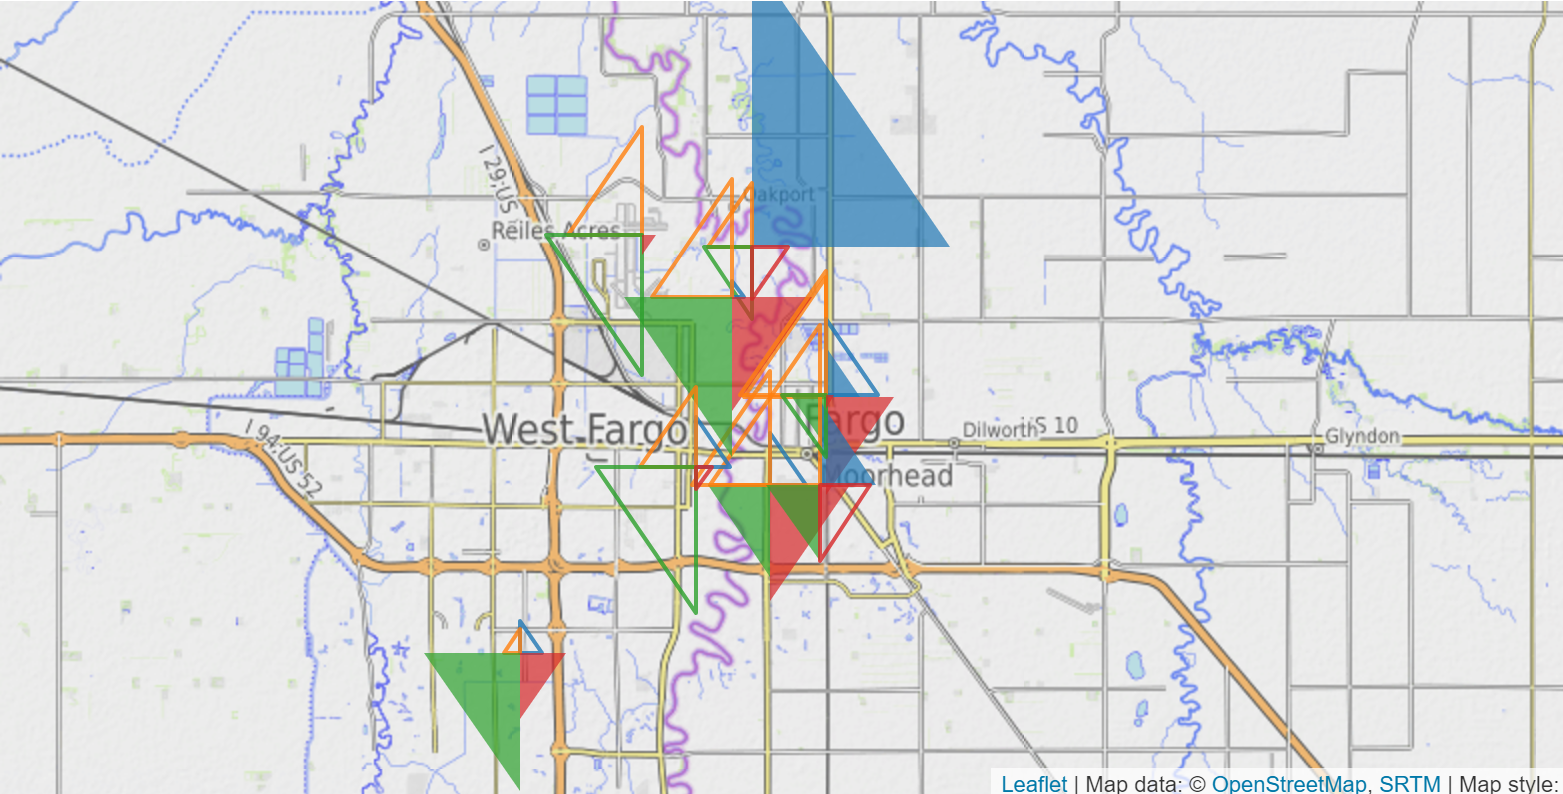 I 29;US
Oakport
Reiles Acres
West Fargo
Fargo
Dilworth
S 10
Glyndon
I 94;US 52
Moorhead
Leaflet | Map data: © OpenStreetMap, SRTM | Map style: